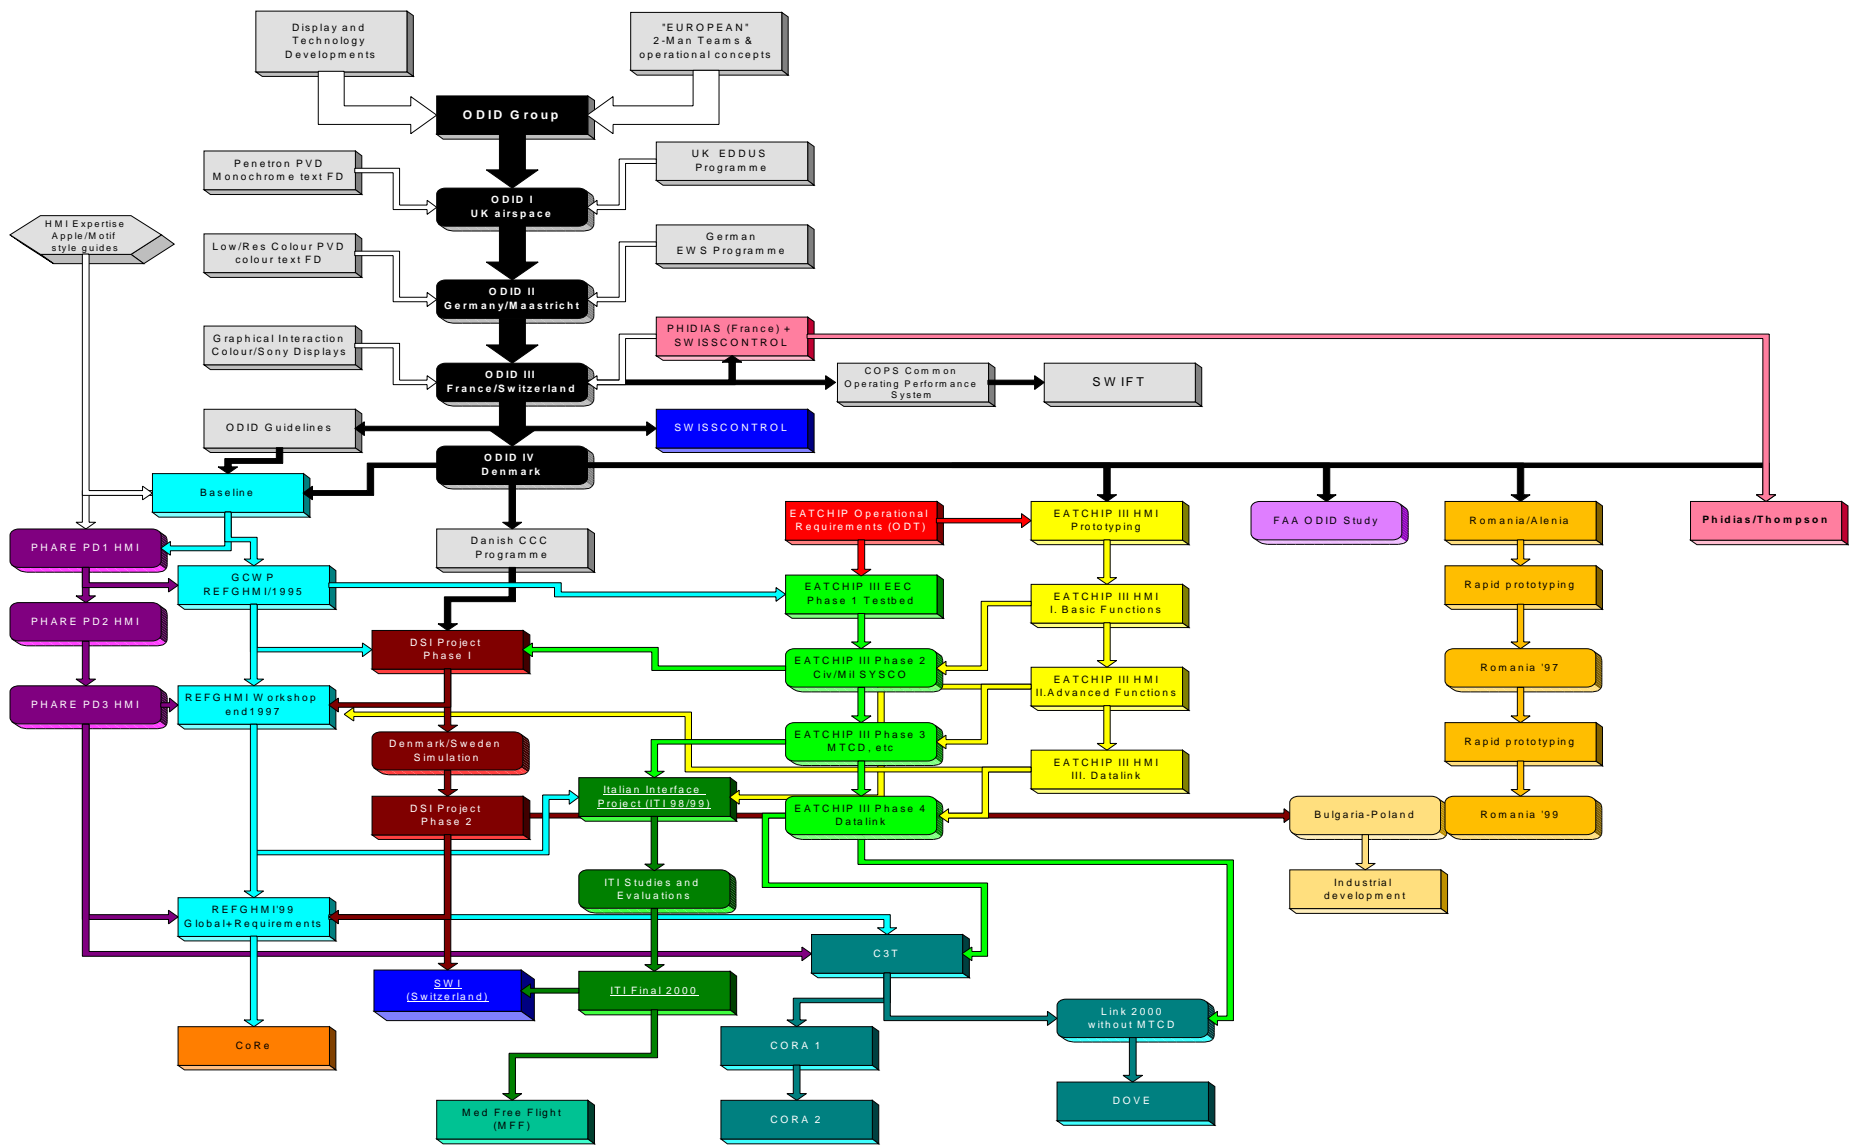 Display and
Technology
Developments
"EUROPEAN"
2-Man Teams &
operational concepts
ODID Group
Penetron PVD
Monochrome text FD
UK EDDUS
Programme
ODID I
UK airspace
HMI Expertise
Apple/Motif
style guides
Low/Res Colour PVD
colour text FD
German
EWS Programme
ODID II
Germany/Maastricht
Graphical Interaction
Colour/Sony Displays
PHIDIAS (France) +
SWISSCONTROL
ODID III
France/Switzerland
COPS Common
Operating Performance
System
SWIFT
ODID Guidelines
SWISSCONTROL
ODID IV
Denmark
Baseline
EATCHIP Operational
Requirements (ODT)
EATCHIP III HMI
Prototyping
FAA ODID Study
Romania/Alenia
Phidias/Thompson
PHARE PD1 HMI
Danish CCC
Programme
GCWP
REFGHMI/1995
EATCHIP III EEC
Phase 1 Testbed
EATCHIP III HMI
I. Basic Functions
Rapid prototyping
PHARE PD2 HMI
DSI Project
Phase I
EATCHIP III Phase 2
Civ/Mil SYSCO
EATCHIP III HMI
II.Advanced Functions
Romania '97
PHARE PD3 HMI
REFGHMI Workshop
end1997
Denmark/Sweden
Simulation
EATCHIP III Phase 3
MTCD, etc
EATCHIP III HMI
III. Datalink
Rapid prototyping
Italian Interface
Project (ITI 98/99)
DSI Project
Phase 2
EATCHIP III Phase 4
Datalink
Bulgaria-Poland
Romania '99
ITI Studies and
Evaluations
Industrial
development
REFGHMI'99
Global+Requirements
C3T
SWI
(Switzerland)
ITI Final 2000
Link 2000
without MTCD
CoRe
CORA 1
Med Free Flight
(MFF)
CORA 2
DOVE